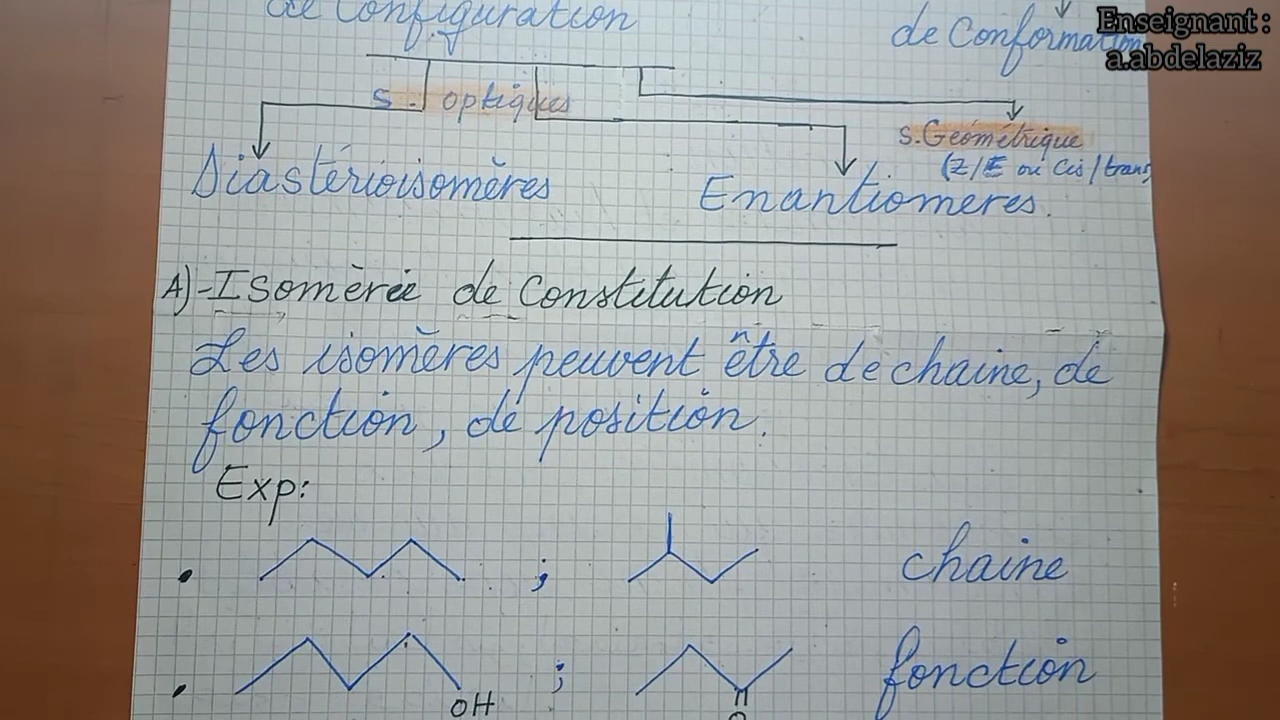 de Configuration
de Conformation
Enseignant :
a.abdelaziz
s. optiques
s. Géométrique
(Z/E ou Cis/trans)
Diastérioisomères
Enantiomeres.
A)-Isomèrie de Constitution
Les isomères peuvent être de chaine, de
fonction, de position.
Exp:
• ; chaine
• ; fonction
OH
O